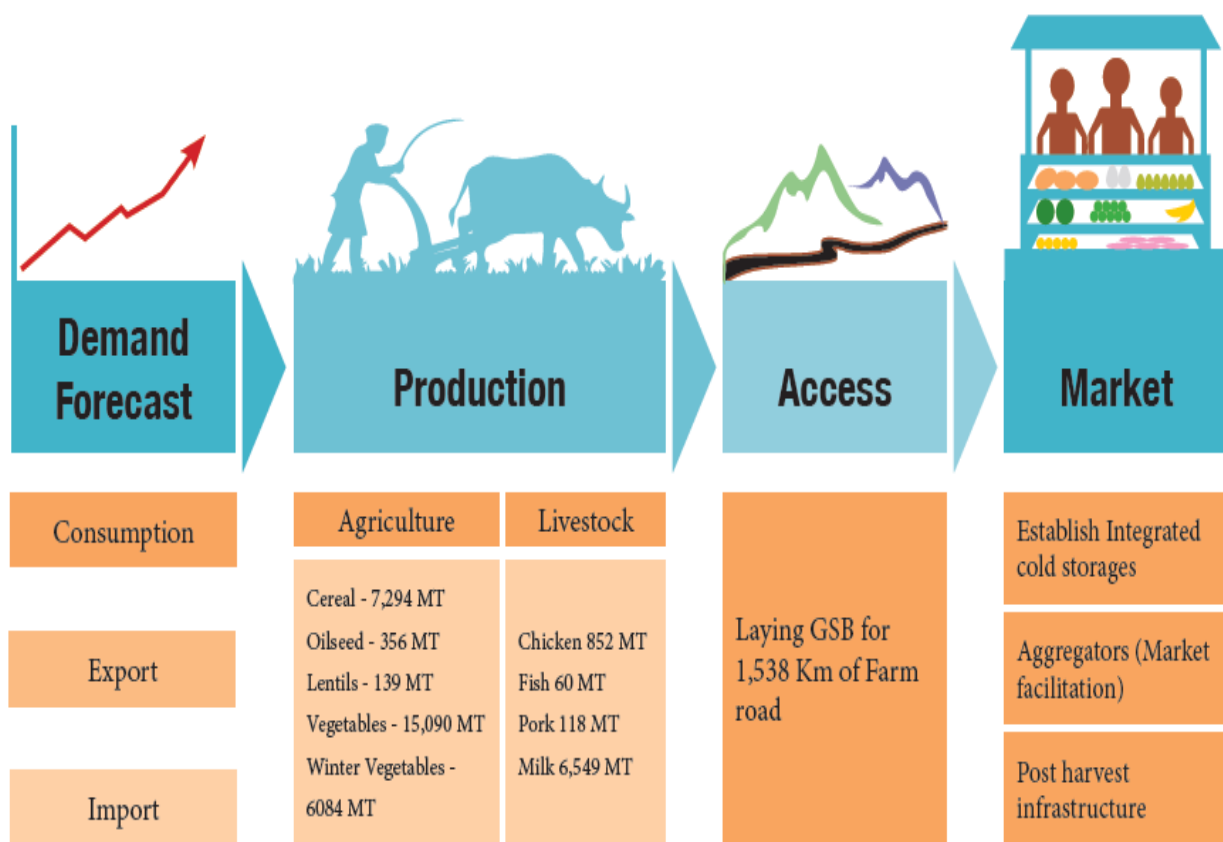 Demand
Forecast
Production
Access
Market
Consumption
Export
Import
Agriculture
Cereal - 7,294 MT
Oilseed - 356 MT
Lentils - 139 MT
Vegetables - 15,090 MT
Winter Vegetables -
6084 MT
Livestock
Chicken 852 MT
Fish 60 MT
Pork 118 MT
Milk 6,549 MT
Laying GSB for
1,538 Km of Farm
road
Establish Integrated
cold storages
Aggregators (Market
facilitation)
Post harvest
infrastructure